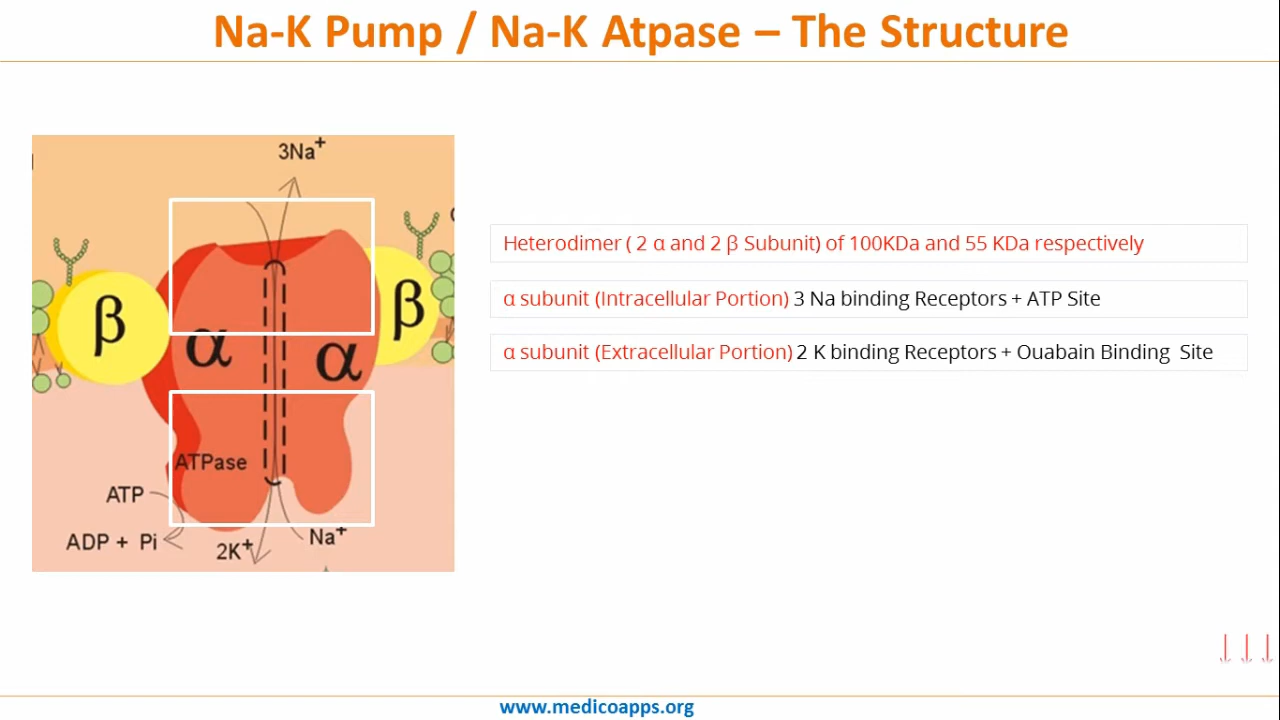 Na-K Pump / Na-K Atpase – The Structure
3Na+
β
β
α
α
ATPase
ATP
ADP + Pi
2K+
Na+
Heterodimer ( 2 α and 2 β Subunit) of 100KDa and 55 KDa respectively
α subunit (Intracellular Portion) 3 Na binding Receptors + ATP Site
α subunit (Extracellular Portion) 2 K binding Receptors + Ouabain Binding Site
www.medicoapps.org